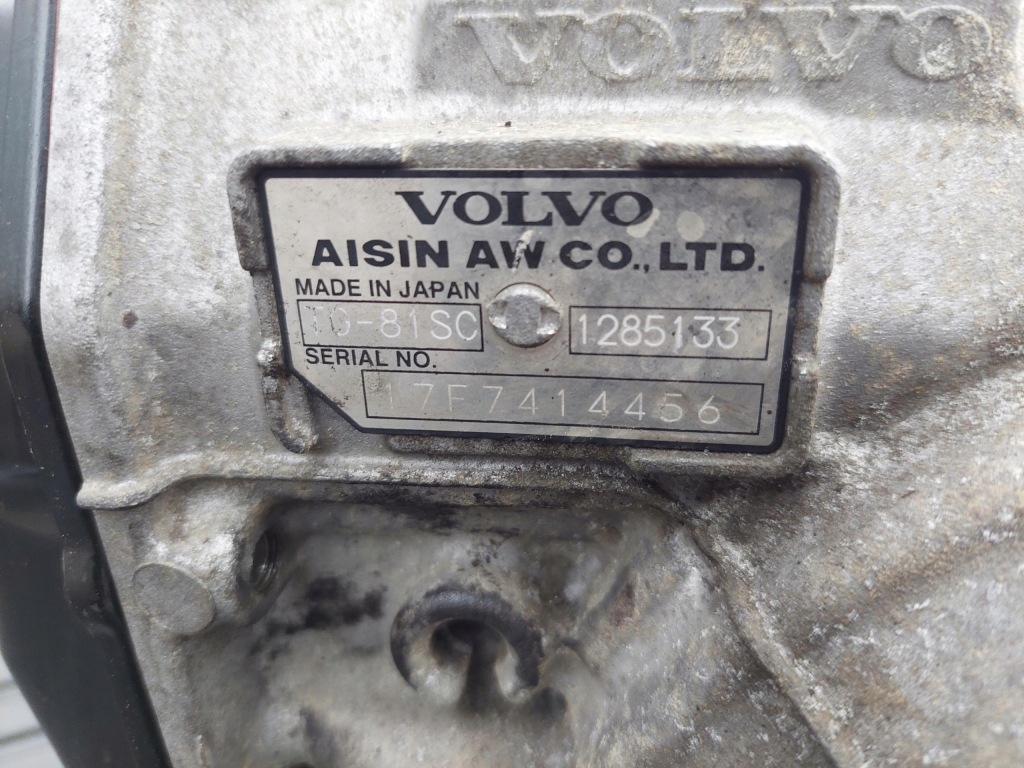 VOLVO
VOLVO
AISIN AW CO., LTD.
MADE IN JAPAN
TG-81SC 1285133
SERIAL NO.
17F7414456